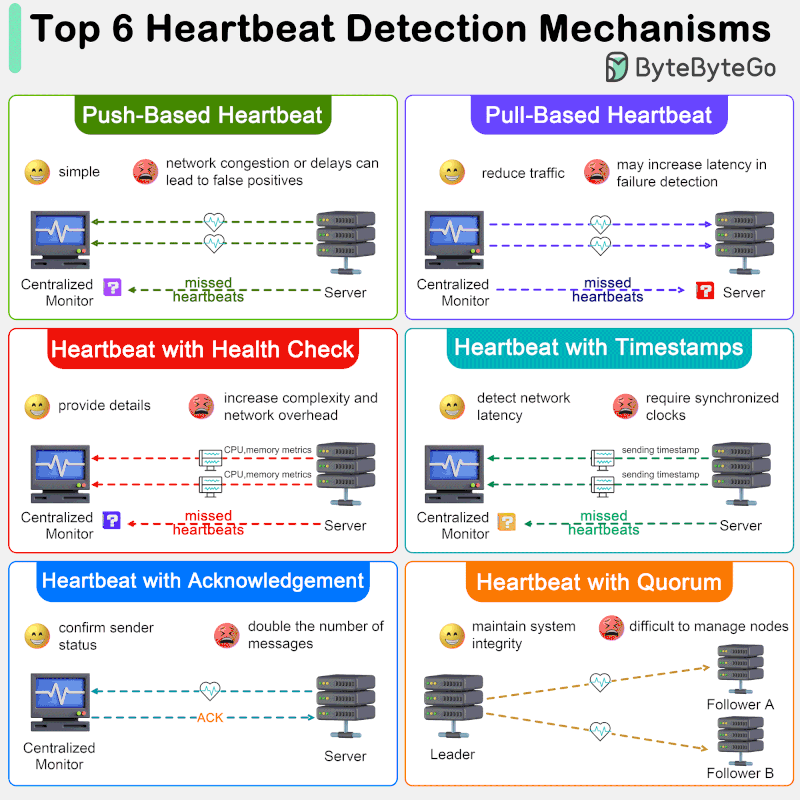 Top 6 Heartbeat Detection Mechanisms
ByteByteGo
Push-Based Heartbeat
simple
network congestion or delays can
lead to false positives
Centralized
Monitor
?
missed
heartbeats
Server
Pull-Based Heartbeat
reduce traffic
may increase latency in
failure detection
Centralized
Monitor
missed
heartbeats
?
Server
Heartbeat with Health Check
provide details
increase complexity and
network overhead
CPU,memory metrics
CPU,memory metrics
Centralized
Monitor
?
missed
heartbeats
Server
Heartbeat with Timestamps
detect network
latency
require synchronized
clocks
sending timestamp
sending timestamp
Centralized
Monitor
?
missed
heartbeats
Server
Heartbeat with Acknowledgement
confirm sender
status
double the number of
messages
ACK
Centralized
Monitor
Server
Heartbeat with Quorum
maintain system
integrity
difficult to manage nodes
Follower A
Leader
Follower B